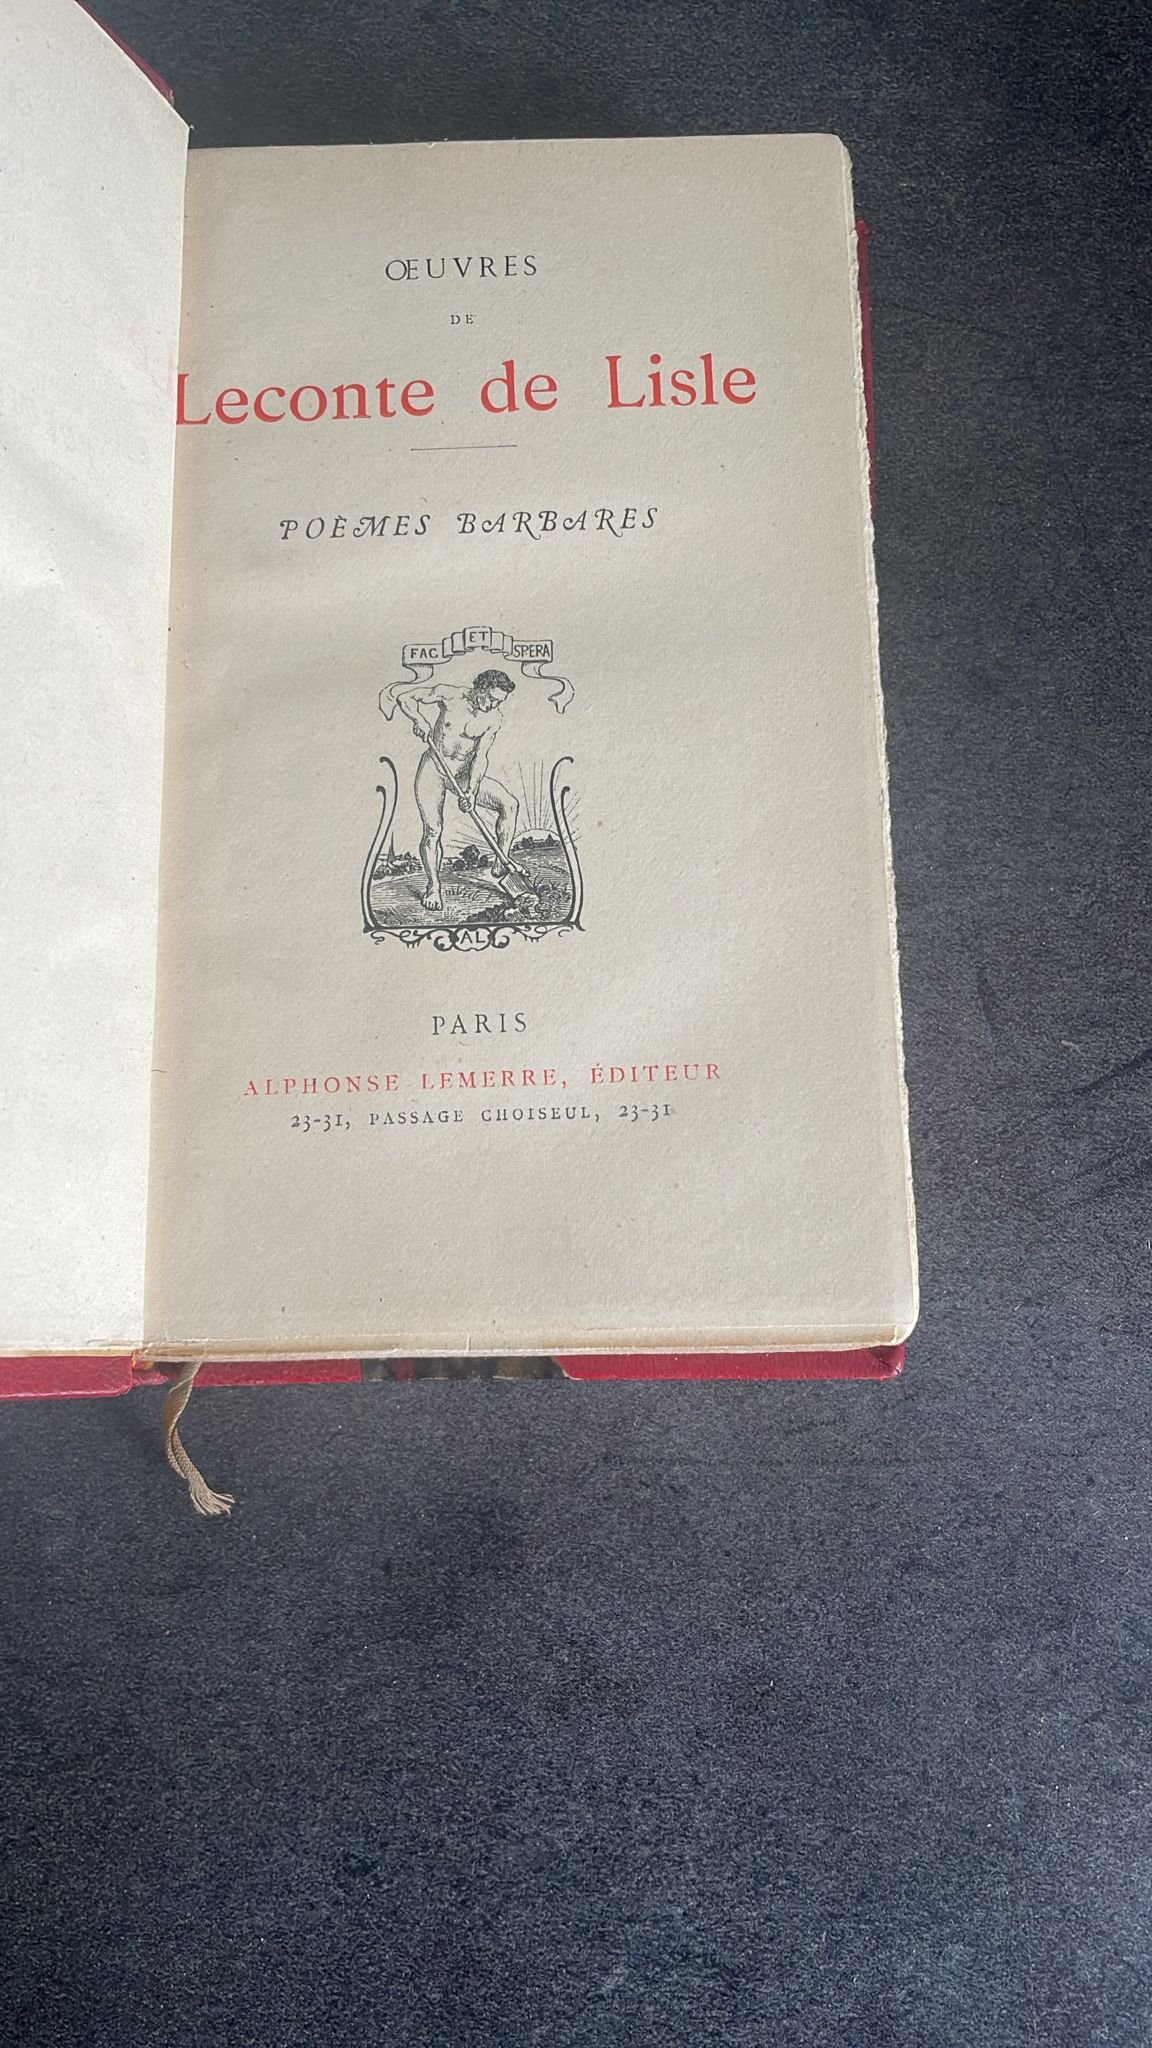 ŒUVRES
DE
Leconte de Lisle
POÈMES BARBARES
FAC ET SPERA
AL
PARIS
ALPHONSE LEMERRE, ÉDITEUR
23-31, PASSAGE CHOISEUL, 23-31